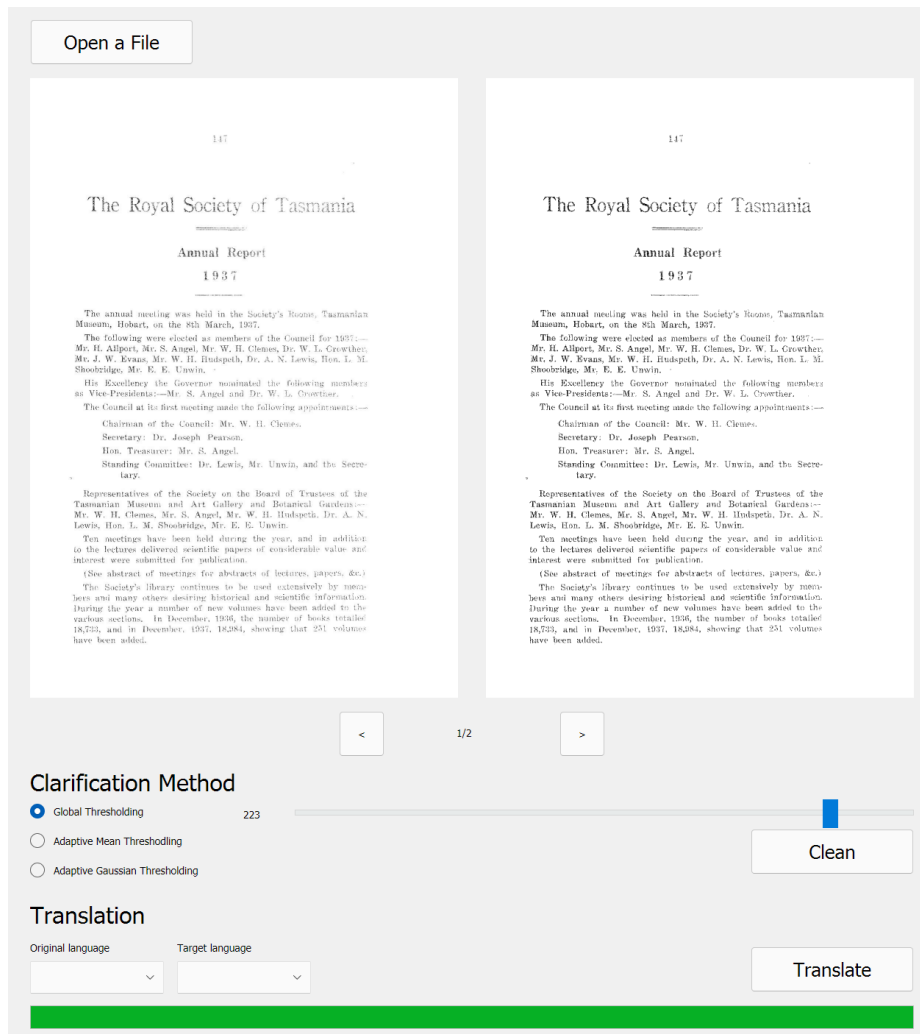 Open a File
147
The Royal Society of Tasmania
Annual Report
1937
The annual meeting was held in the Society's Rooms, Tasmanian
Museum, Hobart, on the 8th March, 1937.
The following were elected as members of the Council for 1937:—
Mr. H. Allport, Mr. S. Angel, Mr. W. H. Clemes, Dr. W. L. Crowther,
Mr. J. W. Evans, Mr. W. H. Hudspeth, Dr. A. N. Lewis, Hon. L. M.
Shoobridge, Mr. E. E. Unwin.
His Excellency the Governor nominated the following members
as Vice-Presidents:—Mr. S. Angel and Dr. W. L. Crowther.
The Council at its first meeting made the following appointments:—
Chairman of the Council: Mr. W. H. Clemes.
Secretary: Dr. Joseph Pearson.
Hon. Treasurer: Mr. S. Angel.
Standing Committee: Dr. Lewis, Mr. Unwin, and the Secre-
tary.
Representatives of the Society on the Board of Trustees of the
Tasmanian Museum and Art Gallery and Botanical Gardens:—
Mr. W. H. Clemes, Mr. S. Angel, Mr. W. H. Hudspeth, Dr. A. N.
Lewis, Hon. L. M. Shoobridge, Mr. E. E. Unwin.
Ten meetings have been held during the year, and in addition
to the lectures delivered scientific papers of considerable value and
interest were submitted for publication.
(See abstract of meetings for abstracts of lectures, papers, &c.)
The Society's library continues to be used extensively by mem-
bers and many others desiring historical and scientific information.
During the year a number of new volumes have been added to the
various sections. In December, 1936, the number of books totalled
18,733, and in December, 1937, 18,984, showing that 251 volumes
have been added.
147
The Royal Society of Tasmania
Annual Report
1937
The annual meeting was held in the Society's Rooms, Tasmanian
Museum, Hobart, on the 8th March, 1937.
The following were elected as members of the Council for 1937:—
Mr. H. Allport, Mr. S. Angel, Mr. W. H. Clemes, Dr. W. L. Crowther,
Mr. J. W. Evans, Mr. W. H. Hudspeth, Dr. A. N. Lewis, Hon. L. M.
Shoobridge, Mr. E. E. Unwin.
His Excellency the Governor nominated the following members
as Vice-Presidents:—Mr. S. Angel and Dr. W. L. Crowther.
The Council at its first meeting made the following appointments:—
Chairman of the Council: Mr. W. H. Clemes.
Secretary: Dr. Joseph Pearson.
Hon. Treasurer: Mr. S. Angel.
Standing Committee: Dr. Lewis, Mr. Unwin, and the Secre-
tary.
Representatives of the Society on the Board of Trustees of the
Tasmanian Museum and Art Gallery and Botanical Gardens:—
Mr. W. H. Clemes, Mr. S. Angel, Mr. W. H. Hudspeth, Dr. A. N.
Lewis, Hon. L. M. Shoobridge, Mr. E. E. Unwin.
Ten meetings have been held during the year, and in addition
to the lectures delivered scientific papers of considerable value and
interest were submitted for publication.
(See abstract of meetings for abstracts of lectures, papers, &c.)
The Society's library continues to be used extensively by mem-
bers and many others desiring historical and scientific information.
During the year a number of new volumes have been added to the
various sections. In December, 1936, the number of books totalled
18,733, and in December, 1937, 18,984, showing that 251 volumes
have been added.
< 1/2 >
Clarification Method
Global Thresholding 223
Adaptive Mean Threshodling
Adaptive Gaussian Thresholding
Clean
Translation
Original language Target language
Translate